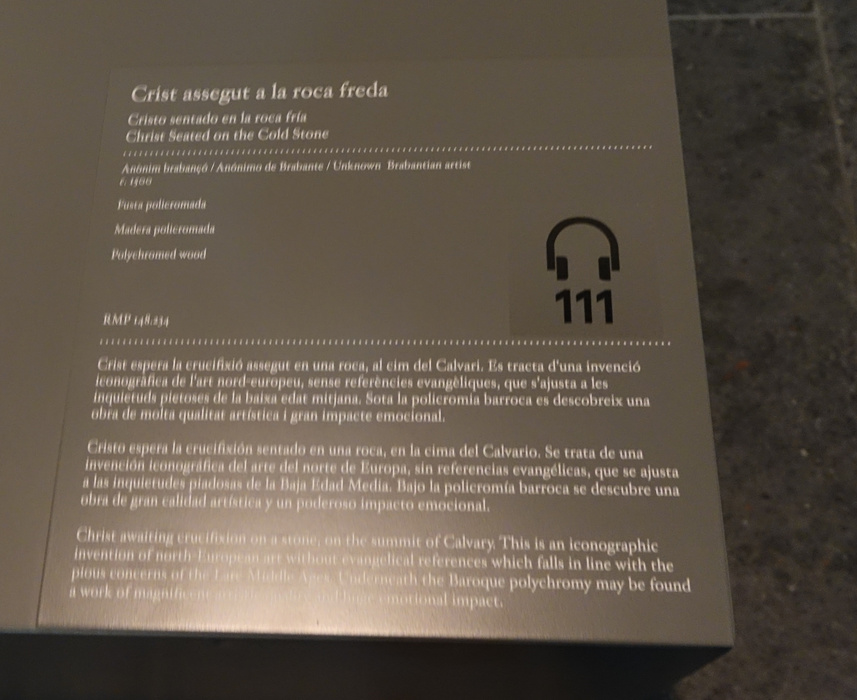 Crist assegut a la roca freda
Cristo sentado en la roca fría
Christ Seated on the Cold Stone
Anònim brabançó / Anónimo de Brabante / Unknown Brabantian artist
c. 1500
Fusta policromada
Madera policromada
Polychromed wood
111
RMP 148.234
Crist espera la crucifixió assegut en una roca, al cim del Calvari. Es tracta d'una invenció
iconogràfica de l'art nord-europeu, sense referències evangèliques, que s'ajusta a les
inquietuds pietoses de la baixa edat mitjana. Sota la policromia barroca es descobreix una
obra de molta qualitat artística i gran impacte emocional.
Cristo espera la crucifixión sentado en una roca, en la cima del Calvario. Se trata de una
invención iconográfica del arte del norte de Europa, sin referencias evangélicas, que se ajusta
a las inquietudes piadosas de la Baja Edad Media. Bajo la policromía barroca se descubre una
obra de gran calidad artística y un poderoso impacto emocional.
Christ awaiting crucifixion on a stone, on the summit of Calvary. This is an iconographic
invention of north European art without evangelical references which falls in line with the
pious concerns of the Late Middle Ages. Underneath the Baroque polychromy may be found
a work of magnificent emotional impact.